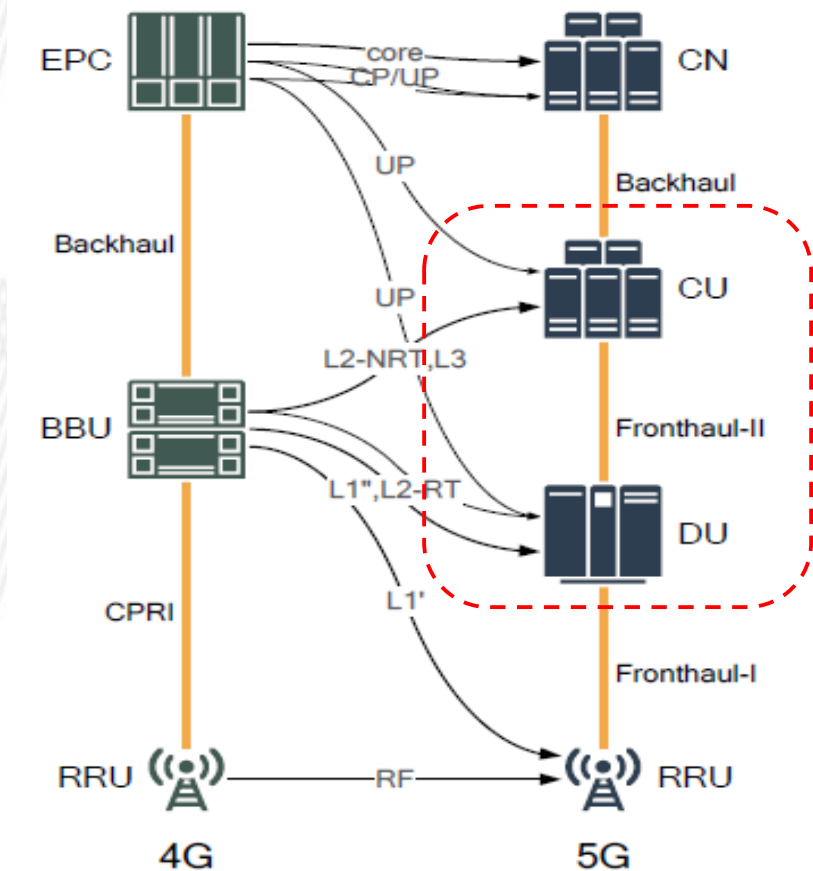 EPC
core
CP/UP
CN
UP
Backhaul
Backhaul
CU
UP
L2-NRT,L3
BBU
Fronthaul-II
L1",L2-RT
DU
L1'
CPRI
Fronthaul-I
RRU
RF
RRU
4G
5G